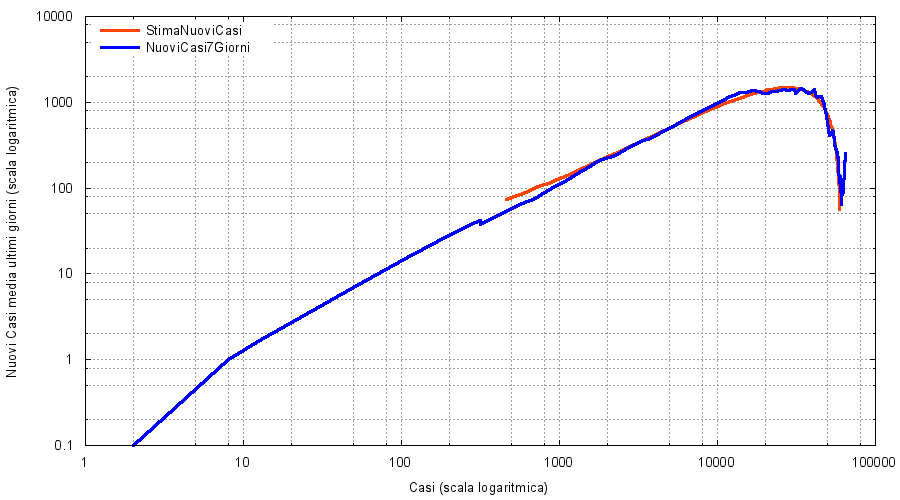 10000
1000
100
10
1
0.1
StimaNuoviCasi
NuoviCasi7Giorni
Nuovi Casi media ultimi giorni (scala logaritmica)
1 10 100 1000 10000 100000
Casi (scala logaritmica)